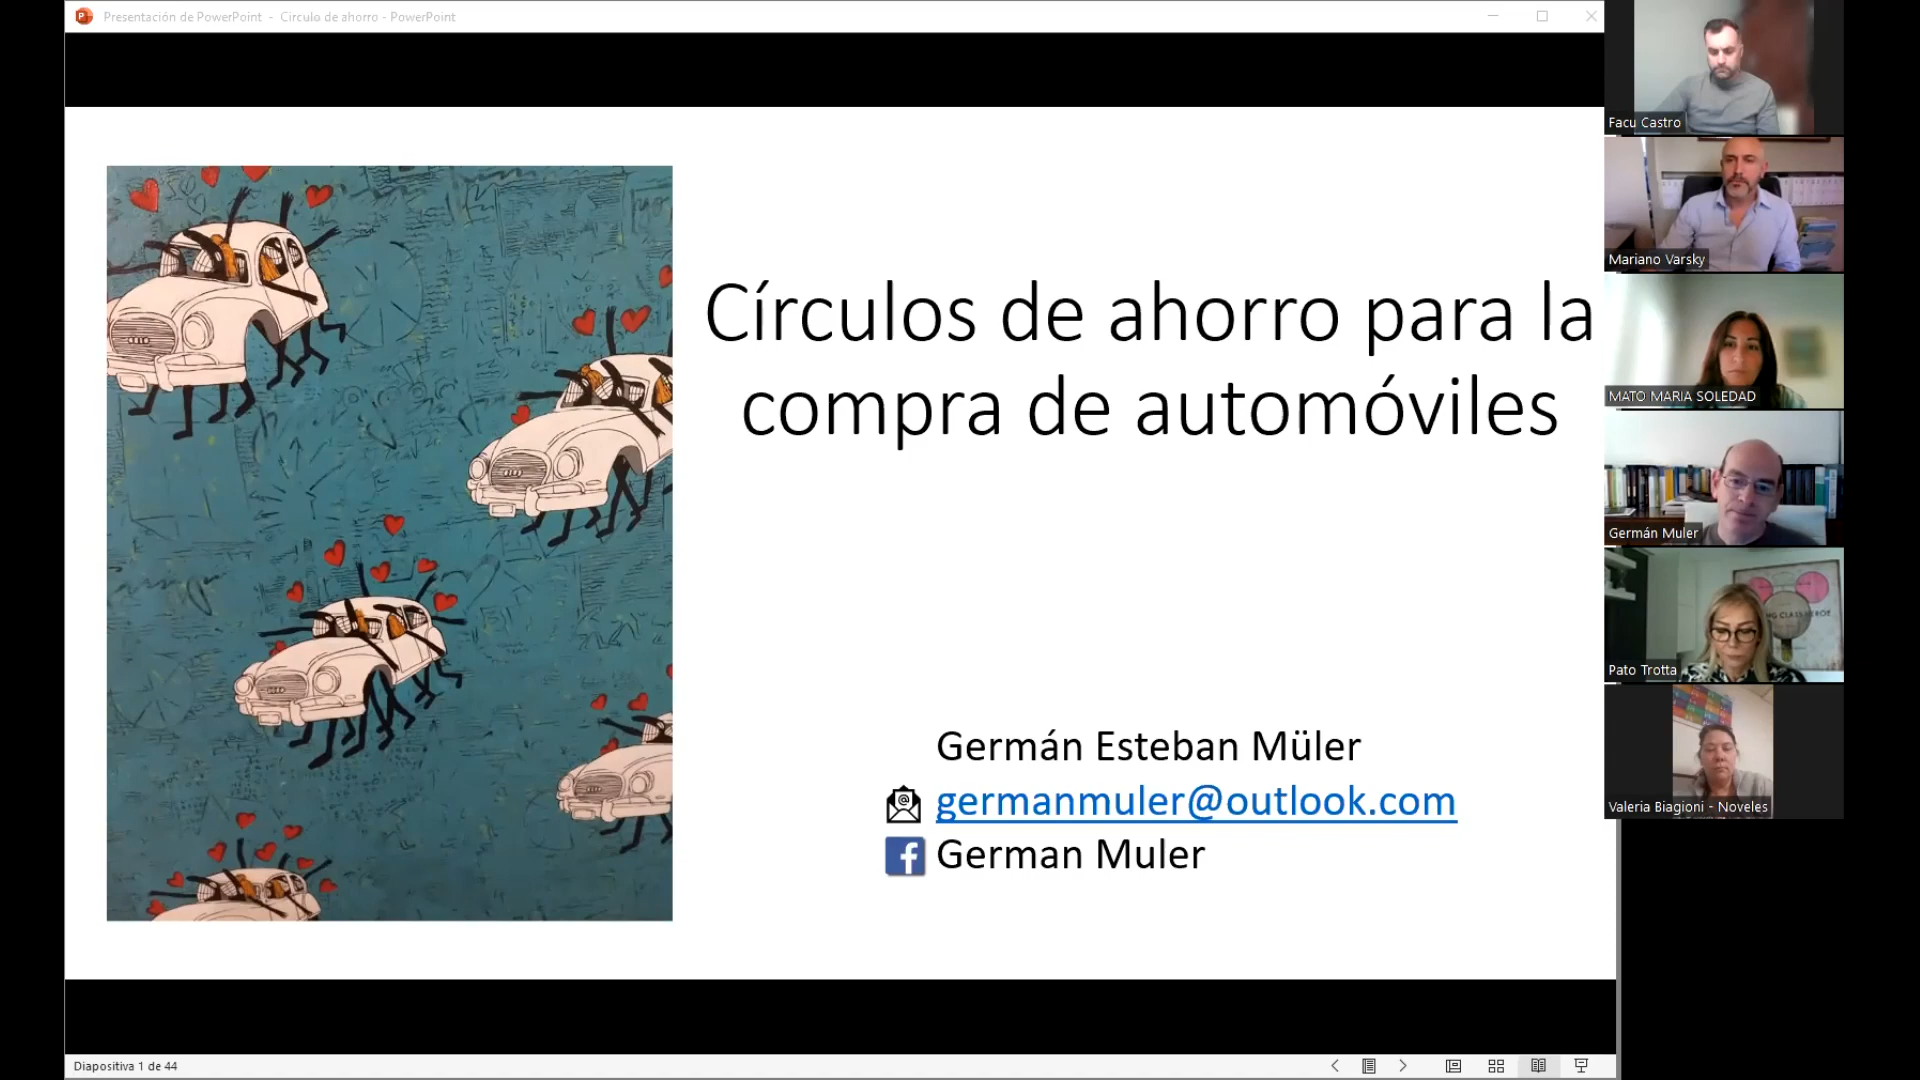 Presentación de PowerPoint - Circulo de ahorro - PowerPoint
Círculos de ahorro para la
compra de automóviles
Germán Esteban Müler
germanmuler@outlook.com
German Muler
Facu Castro
Mariano Varsky
MATO MARIA SOLEDAD
Germán Muler
Pato Trotta
Valeria Biagioni - Noveles
Diapositiva 1 de 44